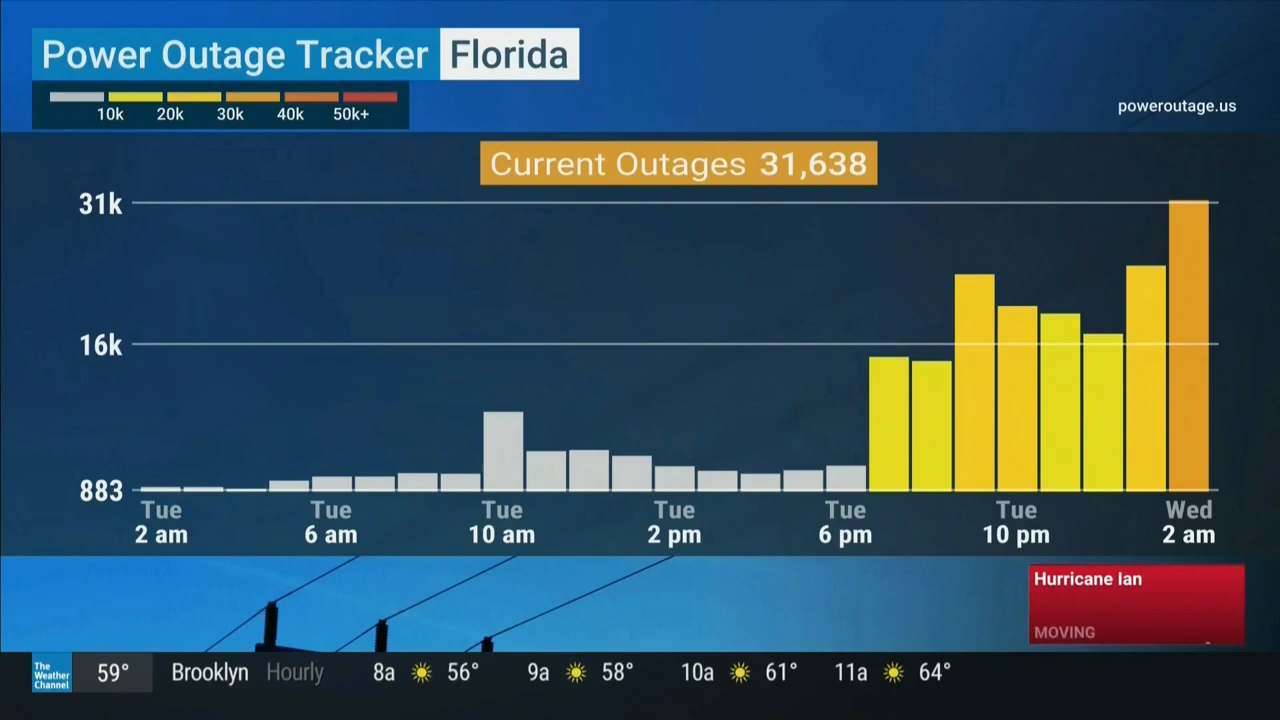 Power Outage Tracker Florida
10k 20k 30k 40k 50k+
poweroutage.us
Current Outages 31,638
31k
16k
883
Tue Tue Tue Tue Tue Tue Wed
2 am 6 am 10 am 2 pm 6 pm 10 pm 2 am
Hurricane Ian
MOVING
The
Weather
Channel
59° Brooklyn Hourly 8a 56° 9a 58° 10a 61° 11a 64°